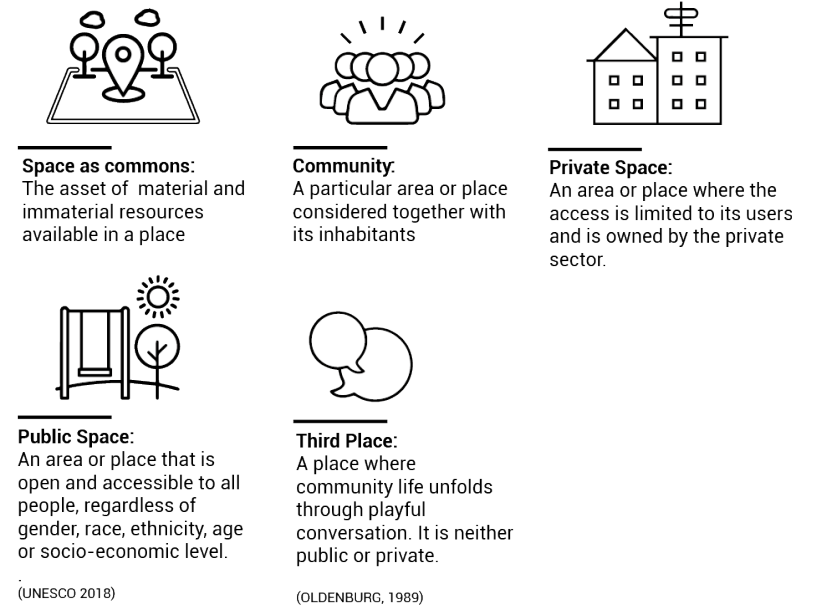 Space as commons:
The asset of  material and
immaterial resources
available in a place
Community:
A particular area or place
considered together with
its inhabitants
Private Space:
An area or place where the
access is limited to its users
and is owned by the private
sector.
Public Space:
An area or place that is
open and accessible to all
people, regardless of
gender, race, ethnicity, age
or socio-economic level.
.
(UNESCO 2018)
Third Place:
A place where
community life unfolds
through playful
conversation. It is neither
public or private.
(OLDENBURG, 1989)